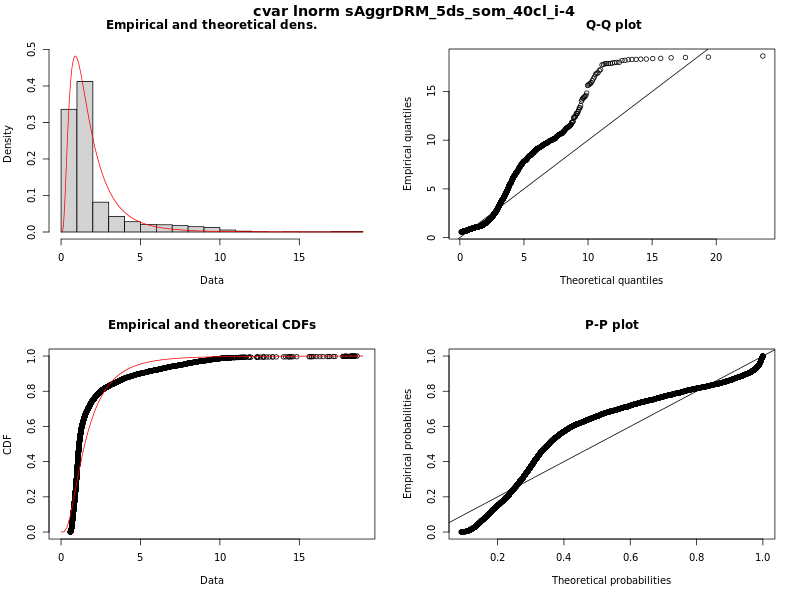 cvar lnorm sAggrDRM_5ds_som_40cl_i-4
Empirical and theoretical dens.
Density
0.0 0.1 0.2 0.3 0.4 0.5
0 5 10 15
Data
Q-Q plot
Empirical quantiles
0 5 10 15
0 5 10 15 20
Theoretical quantiles
Empirical and theoretical CDFs
CDF
0.0 0.2 0.4 0.6 0.8 1.0
0 5 10 15
Data
P-P plot
Empirical probabilities
0.0 0.2 0.4 0.6 0.8 1.0
0.2 0.4 0.6 0.8 1.0
Theoretical probabilities